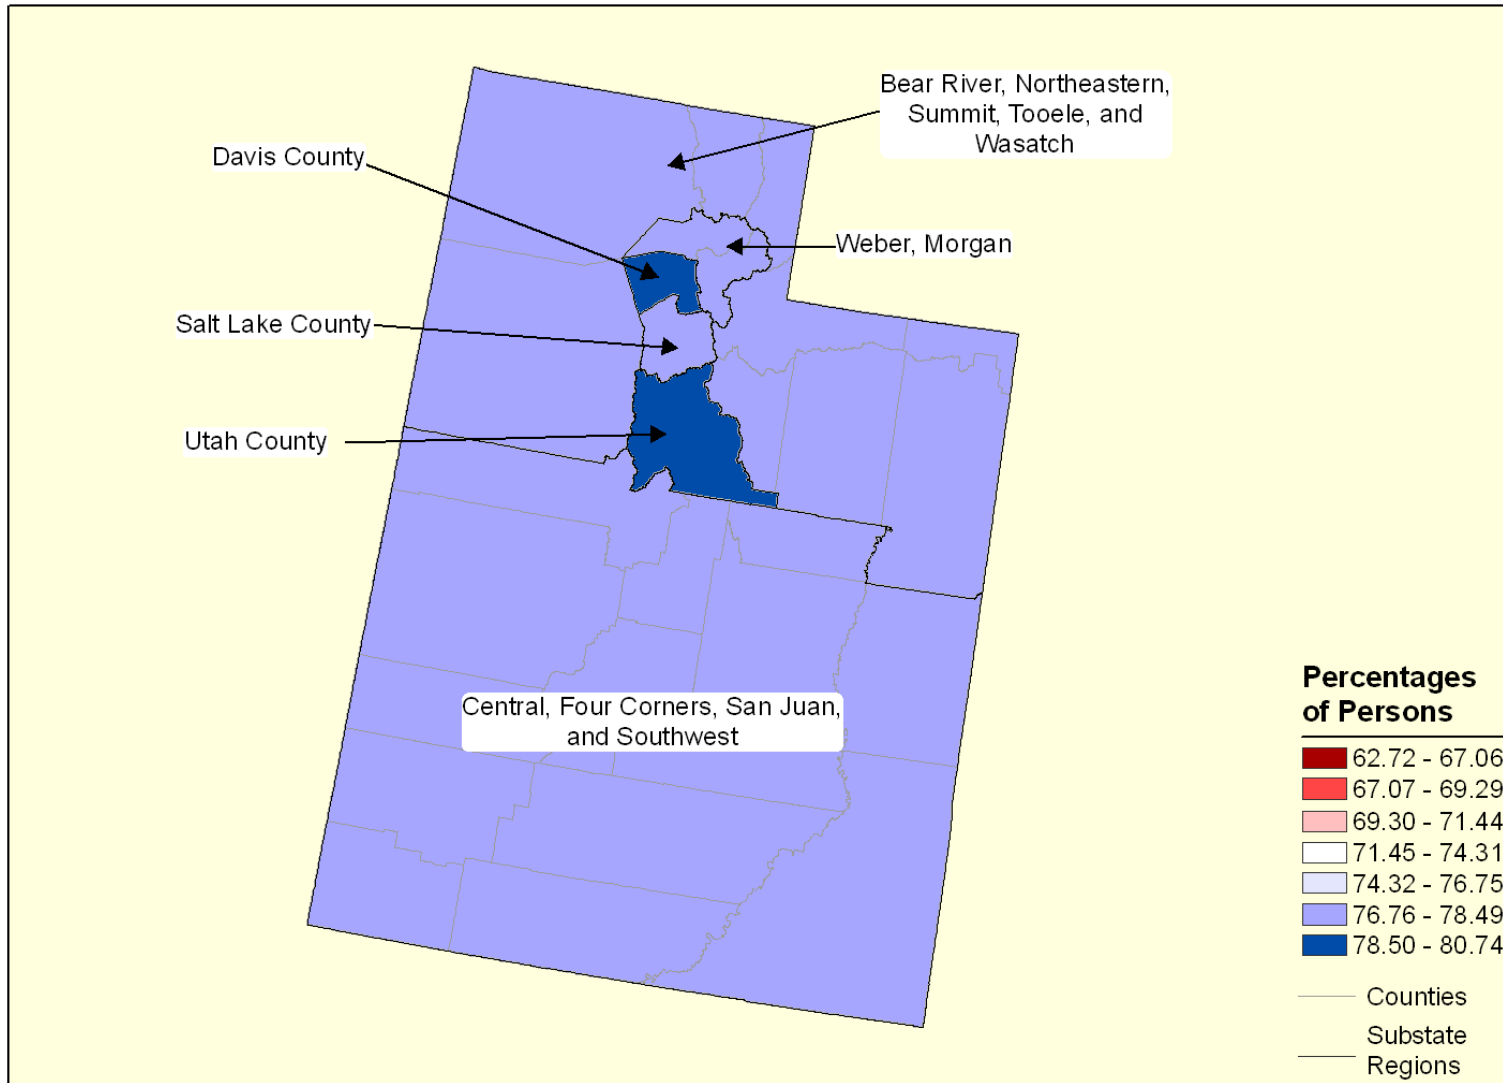 Bear River, Northeastern,
Summit, Tooele, and
Wasatch
Davis County
Weber, Morgan
Salt Lake County
Utah County
Central, Four Corners, San Juan,
and Southwest
Percentages
of Persons
62.72 - 67.06
67.07 - 69.29
69.30 - 71.44
71.45 - 74.31
74.32 - 76.75
76.76 - 78.49
78.50 - 80.74
Counties
Substate
Regions